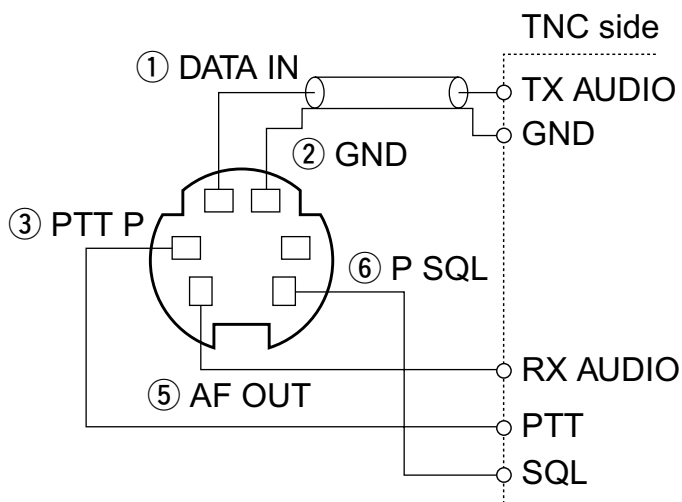 TNC side
① DATA IN
TX AUDIO
GND
② GND
③ PTT P
⑥ P SQL
RX AUDIO
⑤ AF OUT
PTT
SQL